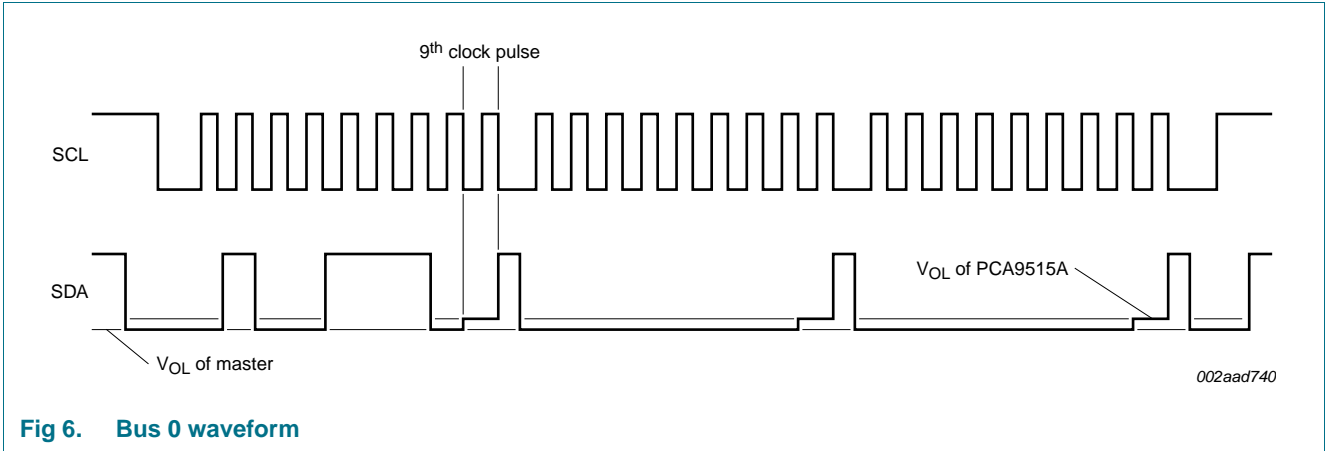 9th clock pulse
SCL
SDA
VOL of PCA9515A
VOL of master
002aad740
Fig 6. Bus 0 waveform